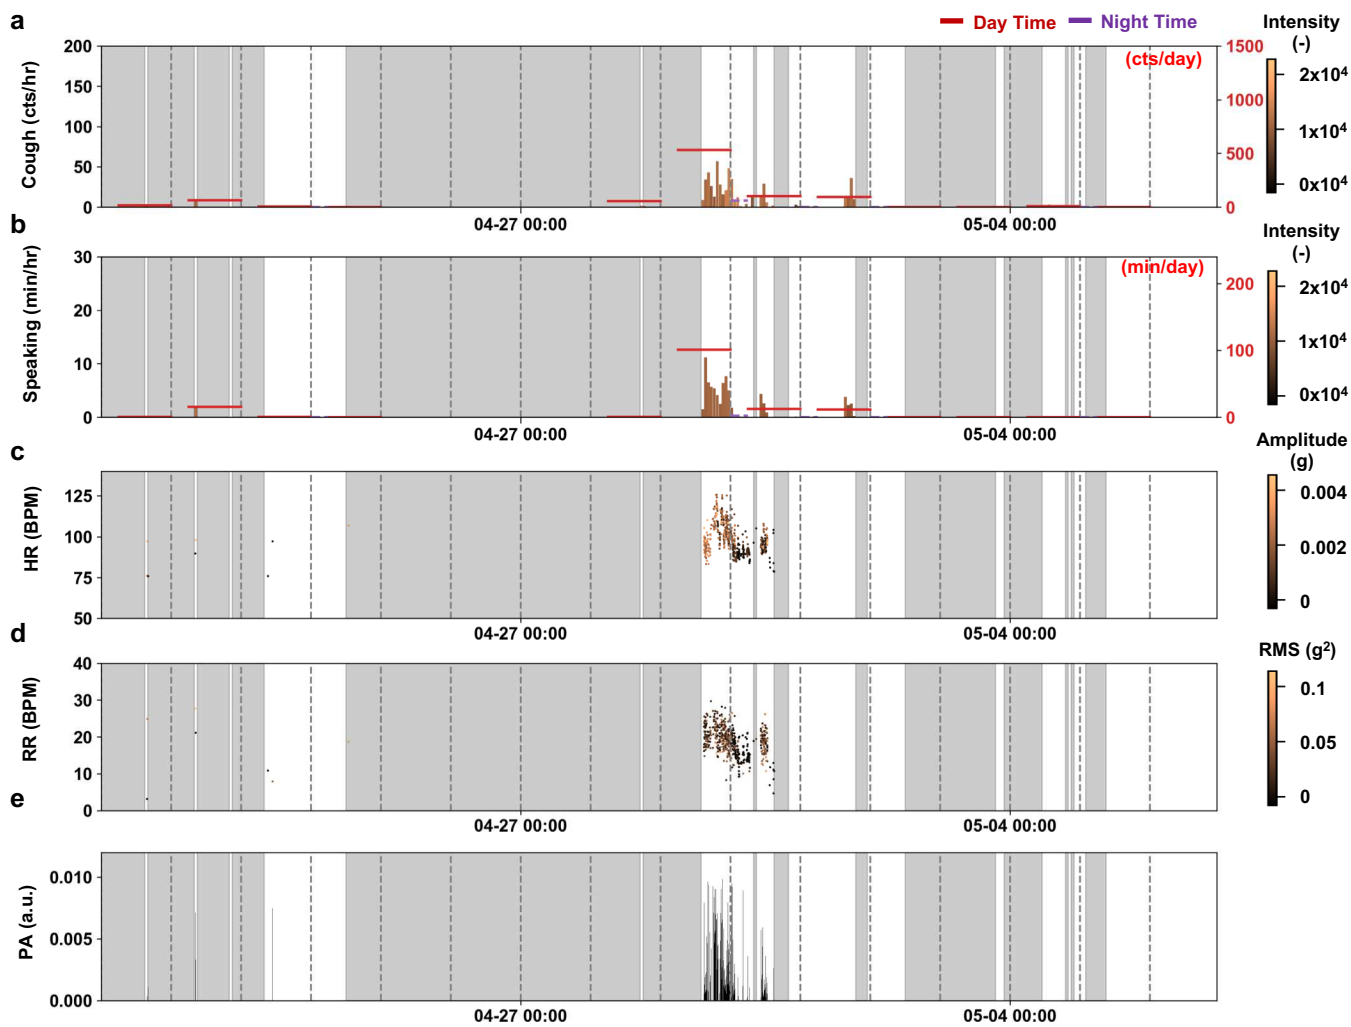 a
Day Time Night Time
Intensity
(-)
Cough (cts/hr)
200
150
100
50
0
(cts/day)
1500
1000
500
0
2x10⁴
1x10⁴
0x10⁴
04-27 00:00
05-04 00:00
b
Intensity
(-)
Speaking (min/hr)
30
20
10
0
(min/day)
200
100
0
2x10⁴
1x10⁴
0x10⁴
04-27 00:00
05-04 00:00
c
Amplitude
(g)
HR (BPM)
125
100
75
50
0.004
0.002
0
04-27 00:00
05-04 00:00
d
RMS (g²)
RR (BPM)
40
30
20
10
0
0.1
0.05
0
04-27 00:00
05-04 00:00
e
PA (a.u.)
0.010
0.005
0.000
04-27 00:00
05-04 00:00